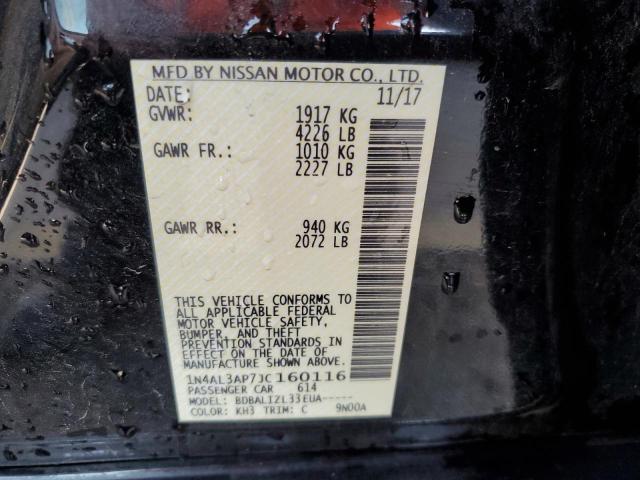 MFD BY NISSAN MOTOR CO., LTD.
DATE: 11/17
GVWR: 1917 KG
4226 LB
GAWR FR.: 1010 KG
2227 LB
GAWR RR.: 940 KG
2072 LB
THIS VEHICLE CONFORMS TO
ALL APPLICABLE FEDERAL
MOTOR VEHICLE SAFETY,
BUMPER, AND THEFT
PREVENTION STANDARDS IN
EFFECT ON THE DATE OF
MANUFACTURE SHOWN ABOVE.
1N4AL3AP7JC160116
PASSENGER CAR 614
MODEL: BDBALIZL33EUA-----
COLOR: KH3 TRIM: C 9N00A